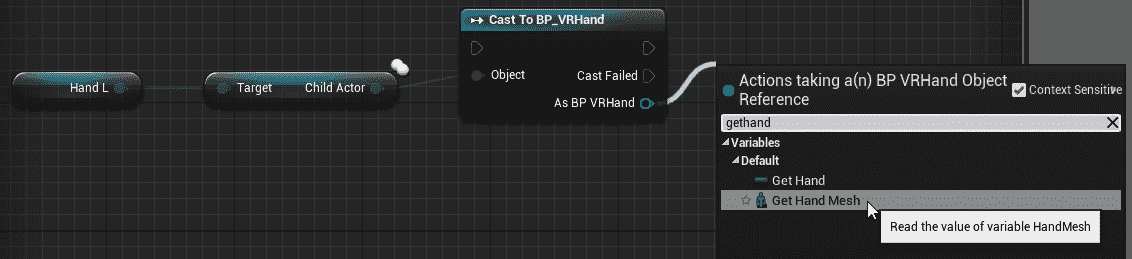 Cast To BP_VRHand
Hand L
Target
Child Actor
Object
Cast Failed
As BP VRHand
Actions taking a(n) BP VRHand Object
Reference
Context Sensitive
gethand
Variables
Default
Get Hand
Get Hand Mesh
Read the value of variable HandMesh